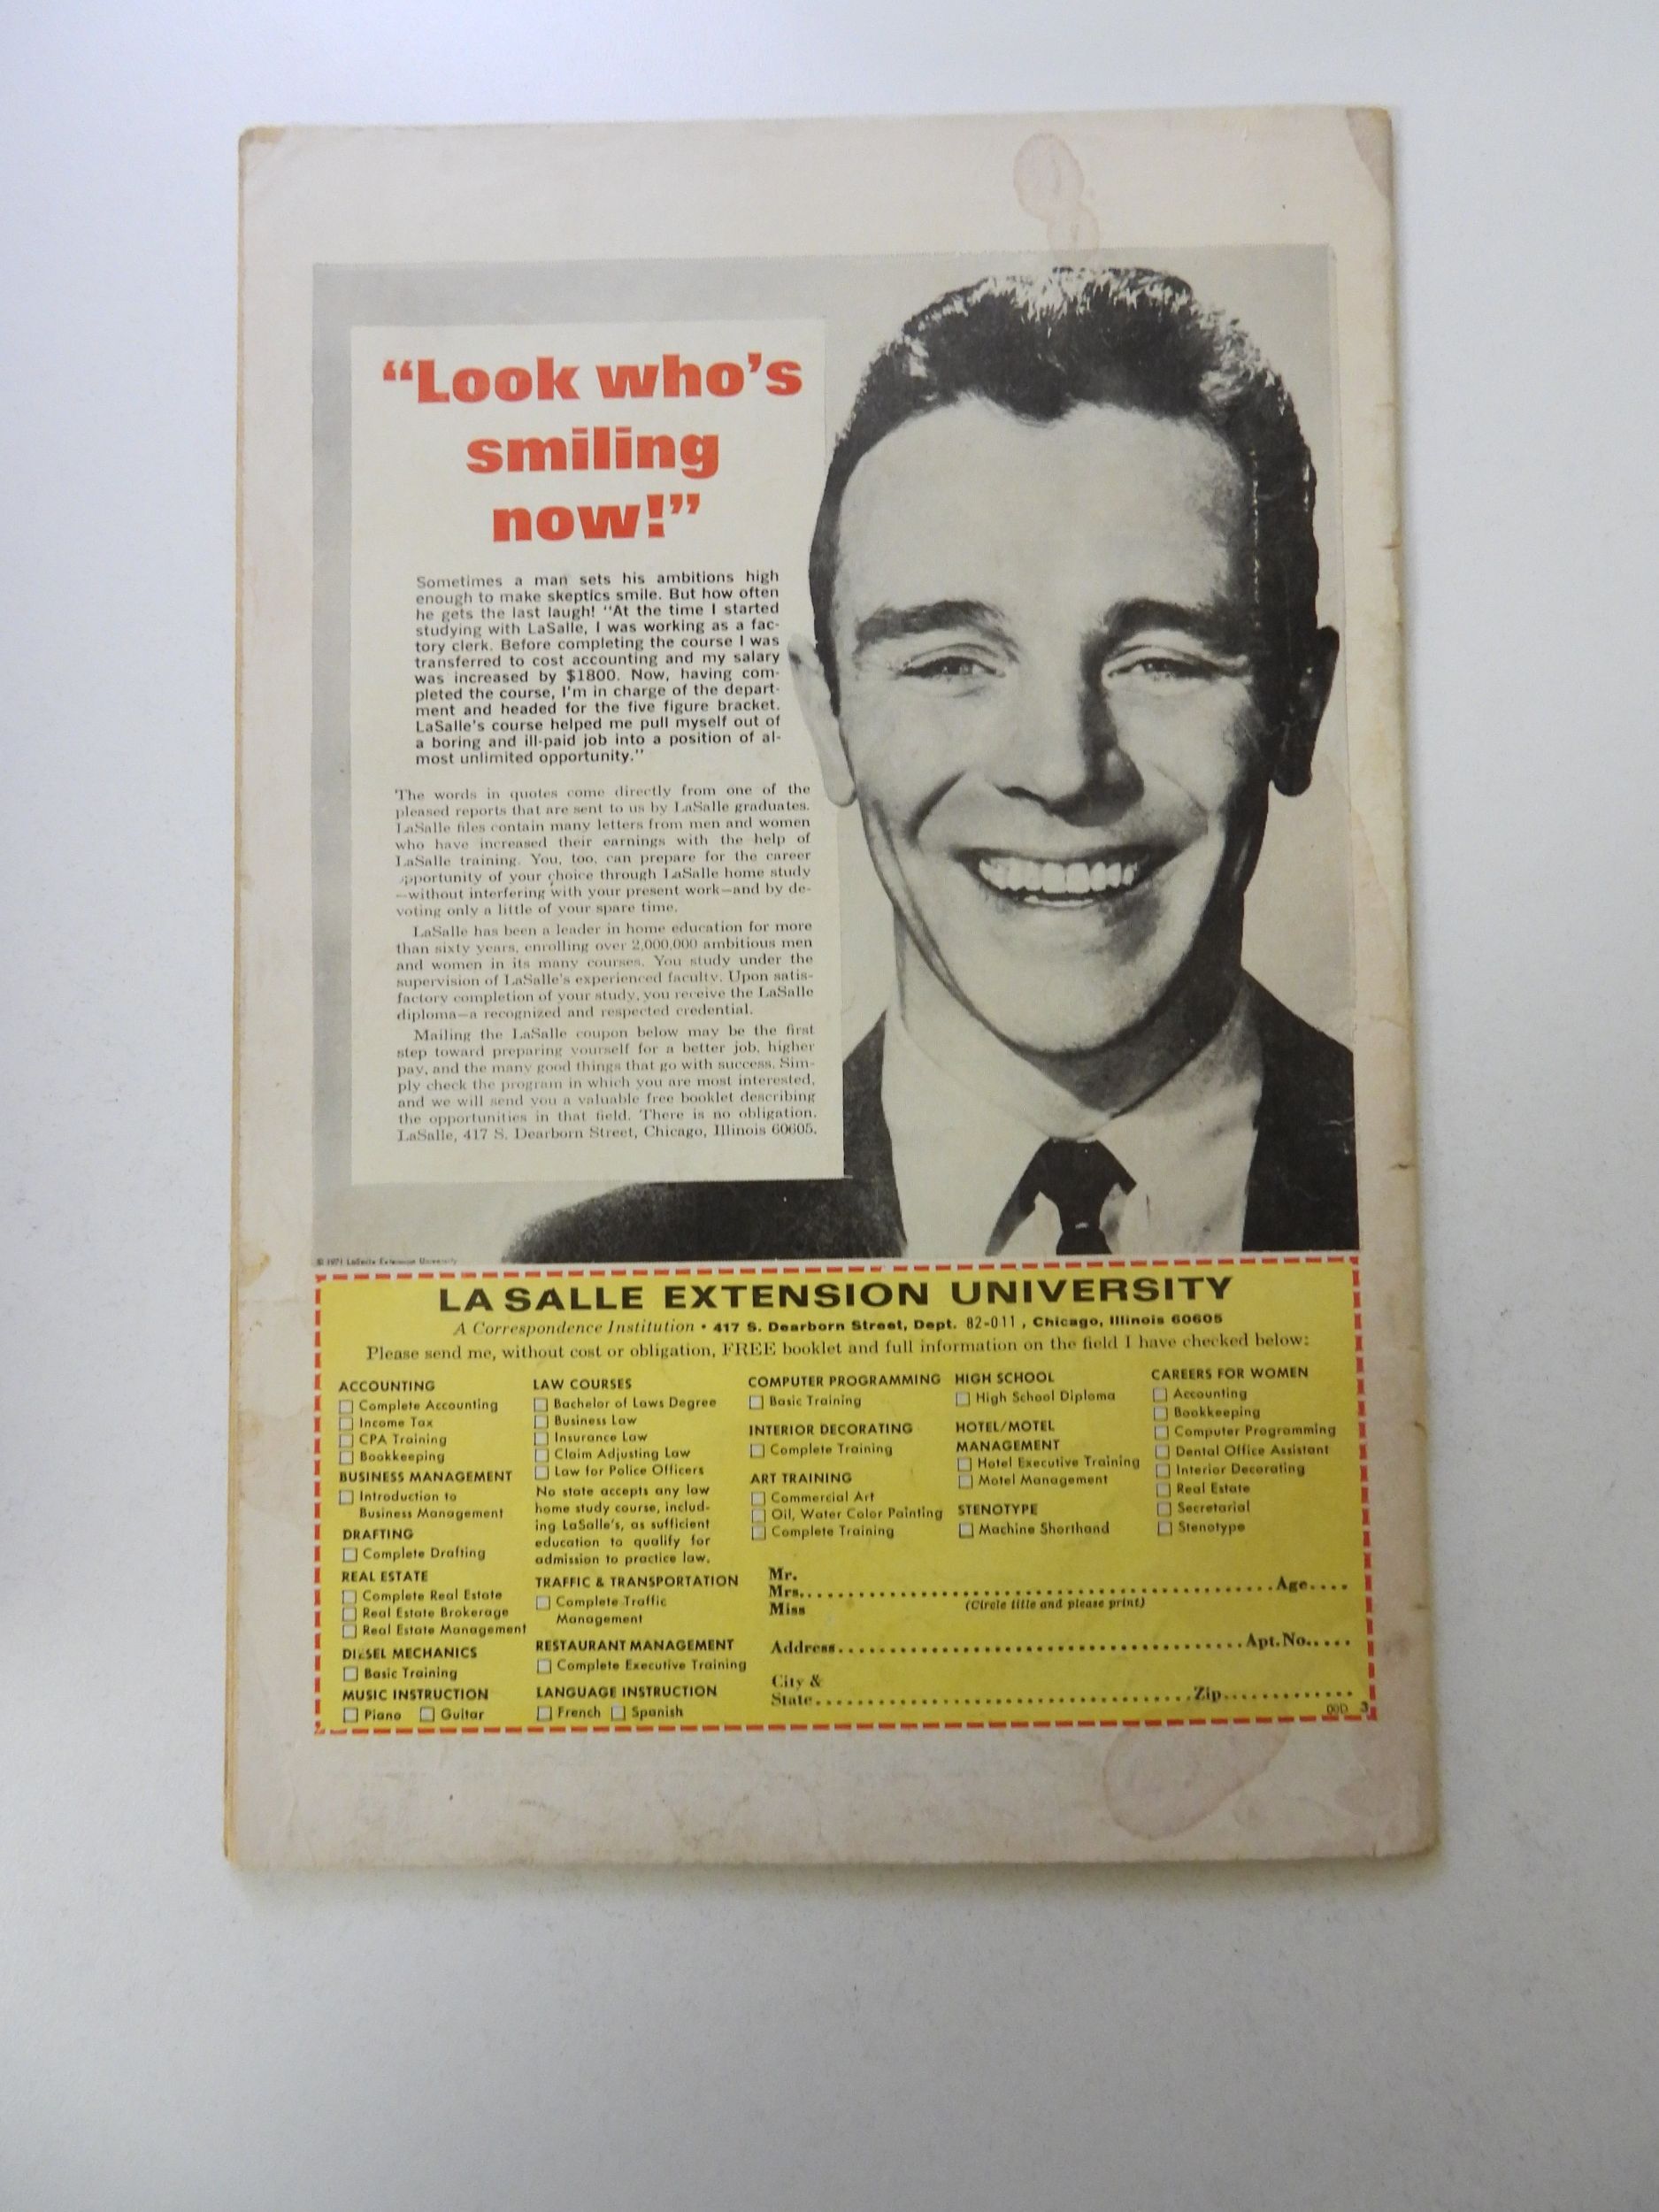 “Look who’s
smiling
now!”
Sometimes a man sets his ambitions high
enough to make skeptics smile. But how often
he gets the last laugh! “At the time I started
studying with LaSalle, I was working as a fac-
tory clerk. Before completing the course I was
transferred to cost accounting and my salary
was increased by $1800. Now, having com-
pleted the course, I’m in charge of the depart-
ment and headed for the five figure bracket.
LaSalle’s course helped me pull myself out of
a boring and ill-paid job into a position of al-
most unlimited opportunity.”
The words in quotes come directly from one of the
pleased reports that are sent to us by LaSalle graduates.
LaSalle files contain many letters from men and women
who have increased their earnings with the help of
LaSalle training. You, too, can prepare for the career
opportunity of your choice through LaSalle home study
—without interfering with your present work—and by de-
voting only a little of your spare time.
LaSalle has been a leader in home education for more
than sixty years, enrolling over 2,000,000 ambitious men
and women in its many courses. You study under the
supervision of LaSalle’s experienced faculty. Upon satis-
factory completion of your study, you receive the LaSalle
diploma—a recognized and respected credential.
Mailing the LaSalle coupon below may be the first
step toward preparing yourself for a better job, higher
pay, and the many good things that go with success. Sim-
ply check the program in which you are most interested,
and we will send you a valuable free booklet describing
the opportunities in that field. There is no obligation.
LaSalle, 417 S. Dearborn Street, Chicago, Illinois 60605.
© 1971 LaSalle Extension University
LA SALLE EXTENSION UNIVERSITY
A Correspondence Institution • 417 S. Dearborn Street, Dept. 82-011, Chicago, Illinois 60605
Please send me, without cost or obligation, FREE booklet and full information on the field I have checked below:
ACCOUNTING
Complete Accounting
Income Tax
CPA Training
Bookkeeping
BUSINESS MANAGEMENT
Introduction to
Business Management
DRAFTING
Complete Drafting
REAL ESTATE
Complete Real Estate
Real Estate Brokerage
Real Estate Management
DIESEL MECHANICS
Basic Training
MUSIC INSTRUCTION
Piano Guitar
LAW COURSES
Bachelor of Laws Degree
Business Law
Insurance Law
Claim Adjusting Law
Law for Police Officers
No state accepts any law
home study course, includ-
ing LaSalle’s, as sufficient
education to qualify for
admission to practice law.
TRAFFIC & TRANSPORTATION
Complete Traffic
Management
RESTAURANT MANAGEMENT
Complete Executive Training
LANGUAGE INSTRUCTION
French Spanish
COMPUTER PROGRAMMING
Basic Training
INTERIOR DECORATING
Complete Training
ART TRAINING
Commercial Art
Oil, Water Color Painting
Complete Training
HIGH SCHOOL
High School Diploma
HOTEL/MOTEL
MANAGEMENT
Hotel Executive Training
Motel Management
STENOTYPE
Machine Shorthand
CAREERS FOR WOMEN
Accounting
Bookkeeping
Computer Programming
Dental Office Assistant
Interior Decorating
Real Estate
Secretarial
Stenotype
Mr.
Mrs. Age
Miss (Circle title and please print)
Address Apt. No.
City &
State Zip
00D 3